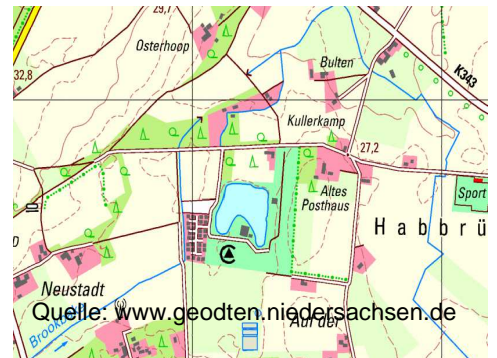 29,7
Osterhoop
Bulten
32,8
K343
Kullerkamp
27,2
Altes
Posthaus
Sport
Habbrü
Neustadt
Quelle: www.geodten.niedersachsen.de
Auf der